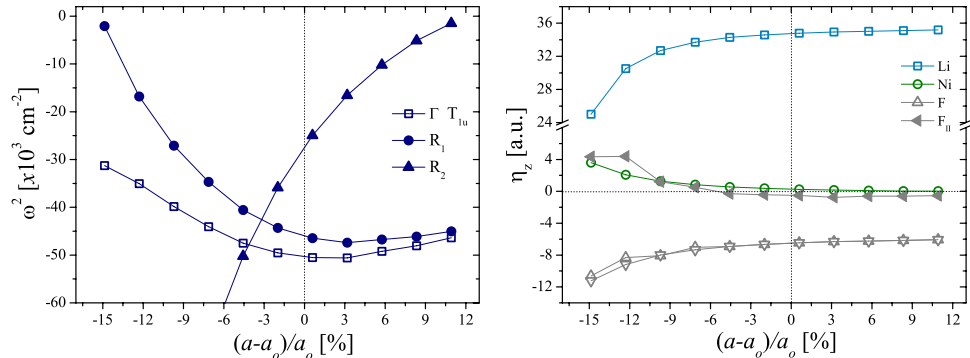 0
-10
-20
-30
-40
-50
-60
ω² [x10³ cm⁻²]
-15 -12 -9 -6 -3 0 3 6 9 12
(a-aₒ)/aₒ [%]
Γ T₁ᵤ
R₁
R₂
36
32
28
24
4
0
-4
-8
-12
η_z [a.u.]
-15 -12 -9 -6 -3 0 3 6 9 12
(a-aₒ)/aₒ [%]
Li
Ni
F
F_II